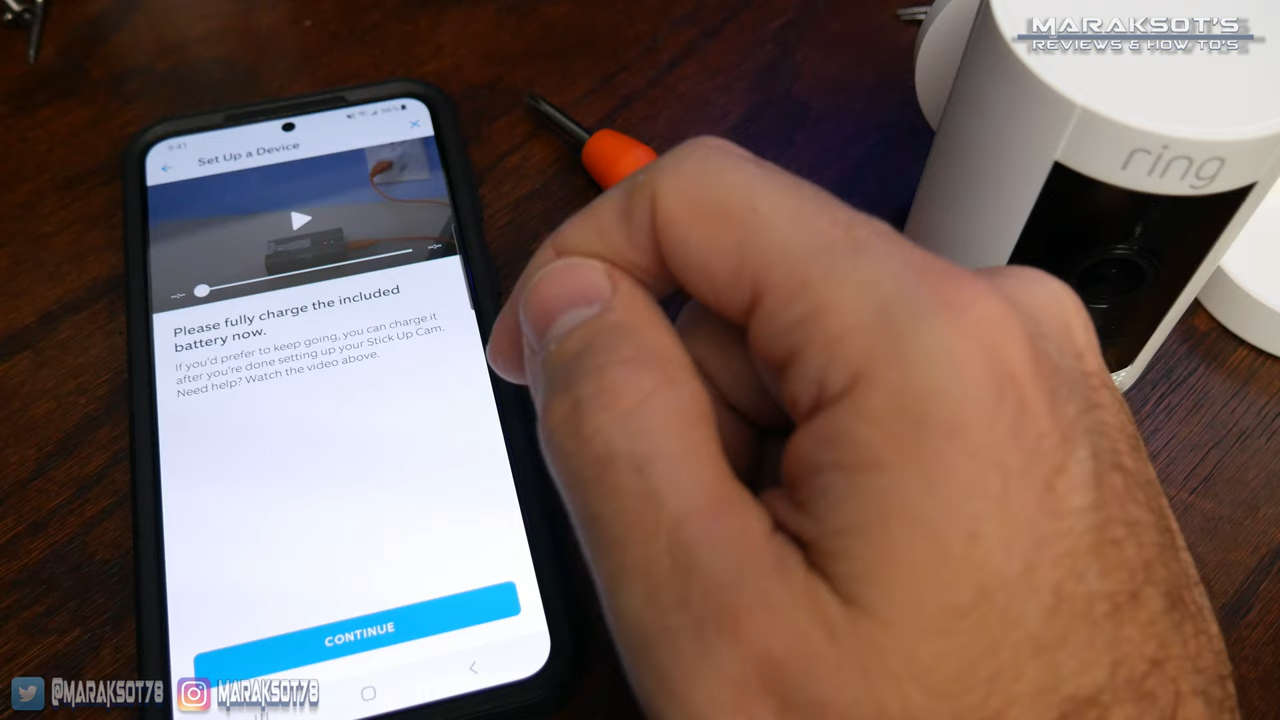 MARAKSOT'S
REVIEWS & HOW TO'S
ring
9:41
Set Up a Device
Please fully charge the included
battery now.
If you'd prefer to keep going, you can charge it
after you're done setting up your Stick Up Cam.
Need help? Watch the video above.
CONTINUE
@MARAKSOT78
MARAKSOT78